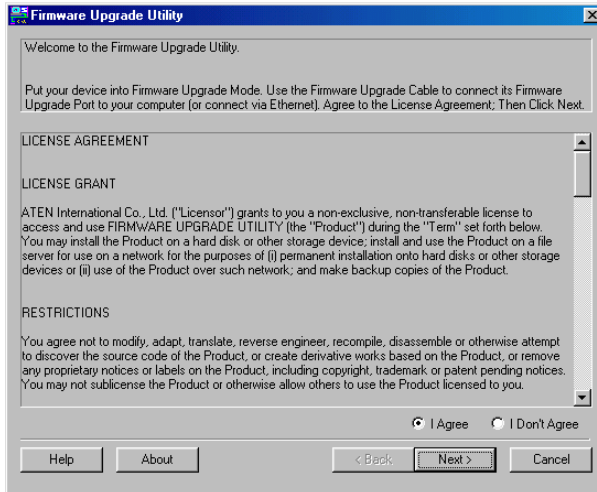 Firmware Upgrade Utility
Welcome to the Firmware Upgrade Utility.
Put your device into Firmware Upgrade Mode. Use the Firmware Upgrade Cable to connect its Firmware
Upgrade Port to your computer (or connect via Ethernet). Agree to the License Agreement; Then Click Next.
LICENSE AGREEMENT
LICENSE GRANT
ATEN International Co., Ltd. ("Licensor") grants to you a non-exclusive, non-transferable license to
access and use FIRMWARE UPGRADE UTILITY (the "Product") during the "Term" set forth below.
You may install the Product on a hard disk or other storage device; install and use the Product on a file
server for use on a network for the purposes of (i) permanent installation onto hard disks or other storage
devices or (ii) use of the Product over such network; and make backup copies of the Product.
RESTRICTIONS
You agree not to modify, adapt, translate, reverse engineer, recompile, disassemble or otherwise attempt
to discover the source code of the Product, or create derivative works based on the Product, or remove
any proprietary notices or labels on the Product, including copyright, trademark or patent pending notices.
You may not sublicense the Product or otherwise allow others to use the Product licensed to you.
I Agree I Don't Agree
Help About < Back Next > Cancel